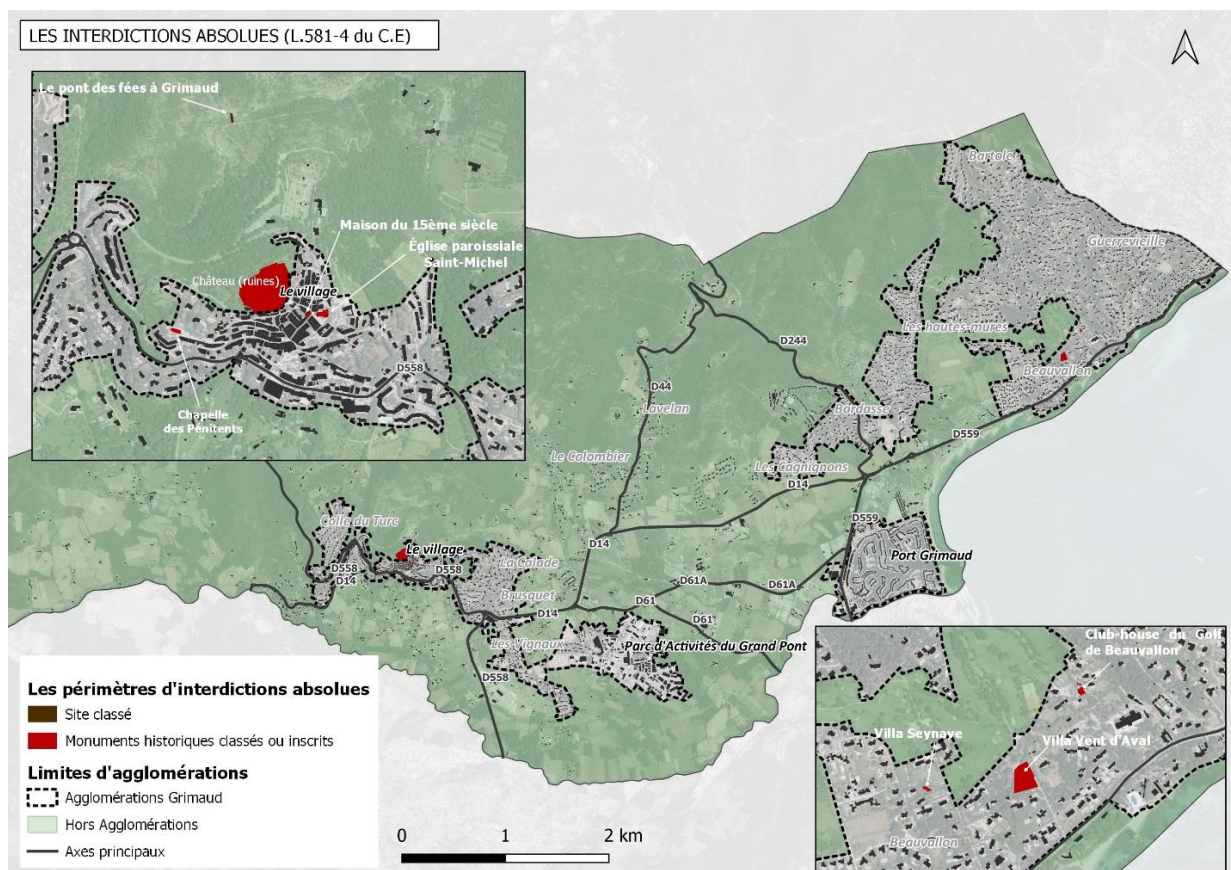 LES INTERDICTIONS ABSOLUES (L.581-4 du C.E)
Le pont des fées à Grimaud
Maison du 15ème siècle
Église paroissiale
Saint-Michel
Château (ruines)
Le village
D558
Chapelle
des Pénitents
Bartole
Guerrevieille
Les hautes-mures
Beauvallon
D244
D44
Lavelan
Bardasse
D559
Le Colombier
Les Cagnignons
D14
D559
Colle du Turc
Le village
D14
Port Grimaud
D558
D14
D558
La Calade
D61A
D61A
Brusquet
D14
D61
D61
Les Vignaux
Parc d'Activités du Grand Pont
D558
Club-house du Golf
de Beauvallon
Villa Seynave
Villa Vent d'Aval
Beauvallon
Les périmètres d'interdictions absolues
Site classé
Monuments historiques classés ou inscrits
Limites d'agglomérations
Agglomérations Grimaud
Hors Agglomérations
Axes principaux
0 1 2 km